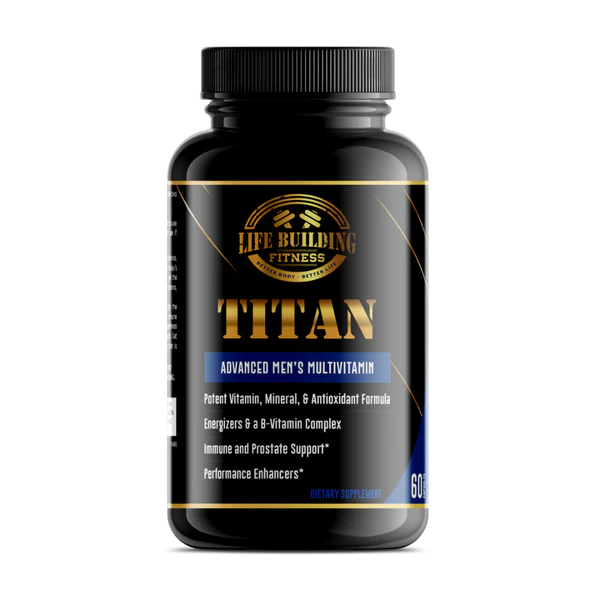 LIFE BUILDING
FITNESS
BETTER BODY · BETTER LIFE
TITAN
ADVANCED MEN'S MULTIVITAMIN
Potent Vitamin, Mineral, & Antioxidant Formula
Energizers & a B-Vitamin Complex
Immune and Prostate Support*
Performance Enhancers*
DIETARY SUPPLEMENT
60